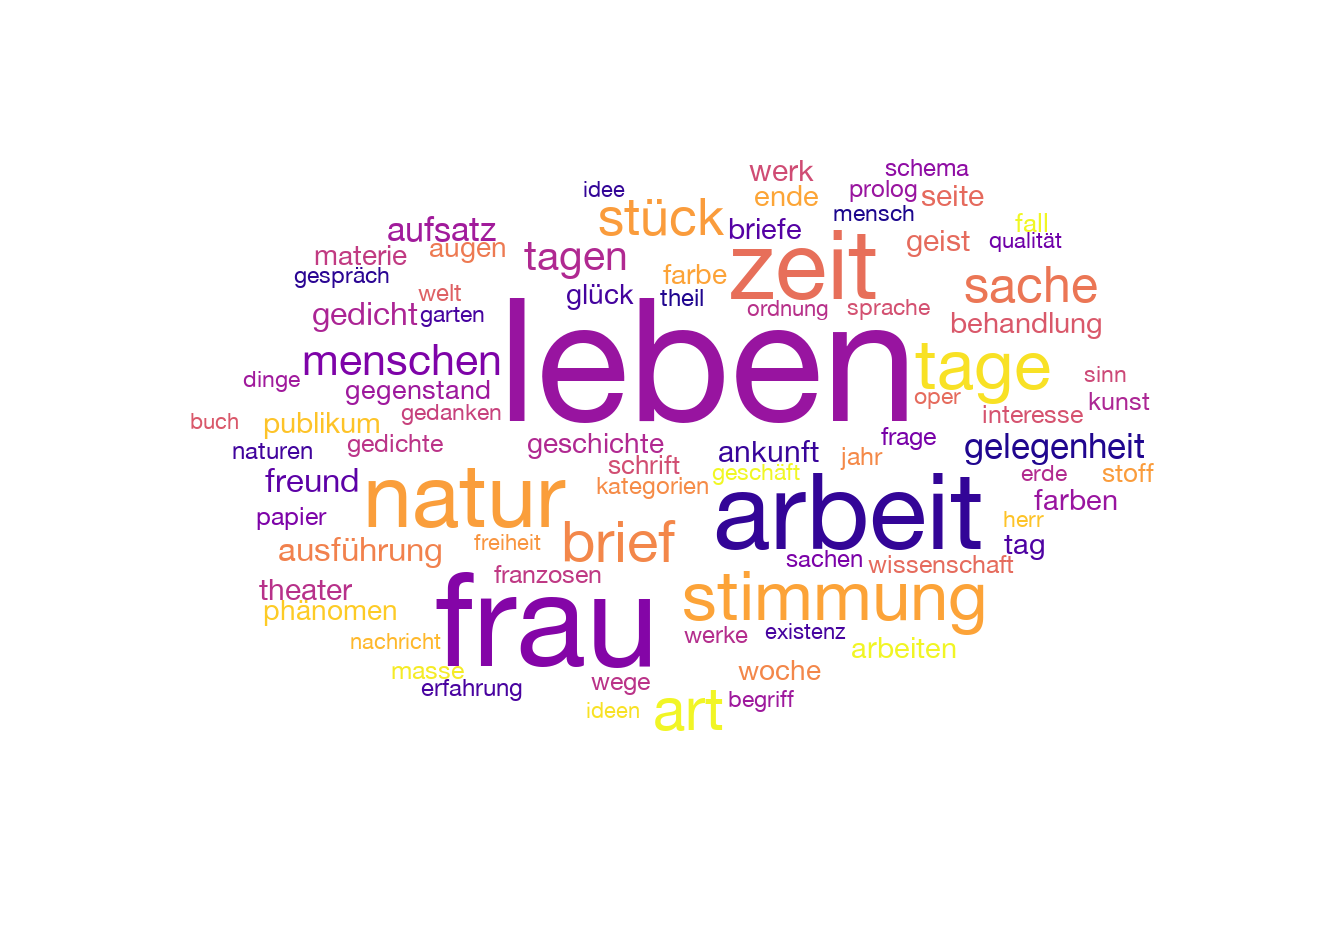 schema
werk
idee
prolog
ende
seite
mensch
stück
fall
aufsatz
briefe
geist
qualität
augen
materie
tagen
zeit
gespräch
farbe
sache
welt
glück
theil
ordnung
sprache
gedicht
garten
behandlung
leben
menschen
tage
dinge
sinn
gegenstand
oper
kunst
gedanken
interesse
buch
publikum
frage
gedichte
geschichte
gelegenheit
naturen
ankunft
jahr
schrift
geschäft
erde
stoff
freund
kategorien
natur
farben
arbeit
papier
herr
brief
freiheit
tag
ausführung
sachen
wissenschaft
franzosen
theater
stimmung
phänomen
frau
werke
existenz
nachricht
arbeiten
masse
woche
wege
erfahrung
begriff
ideen
art